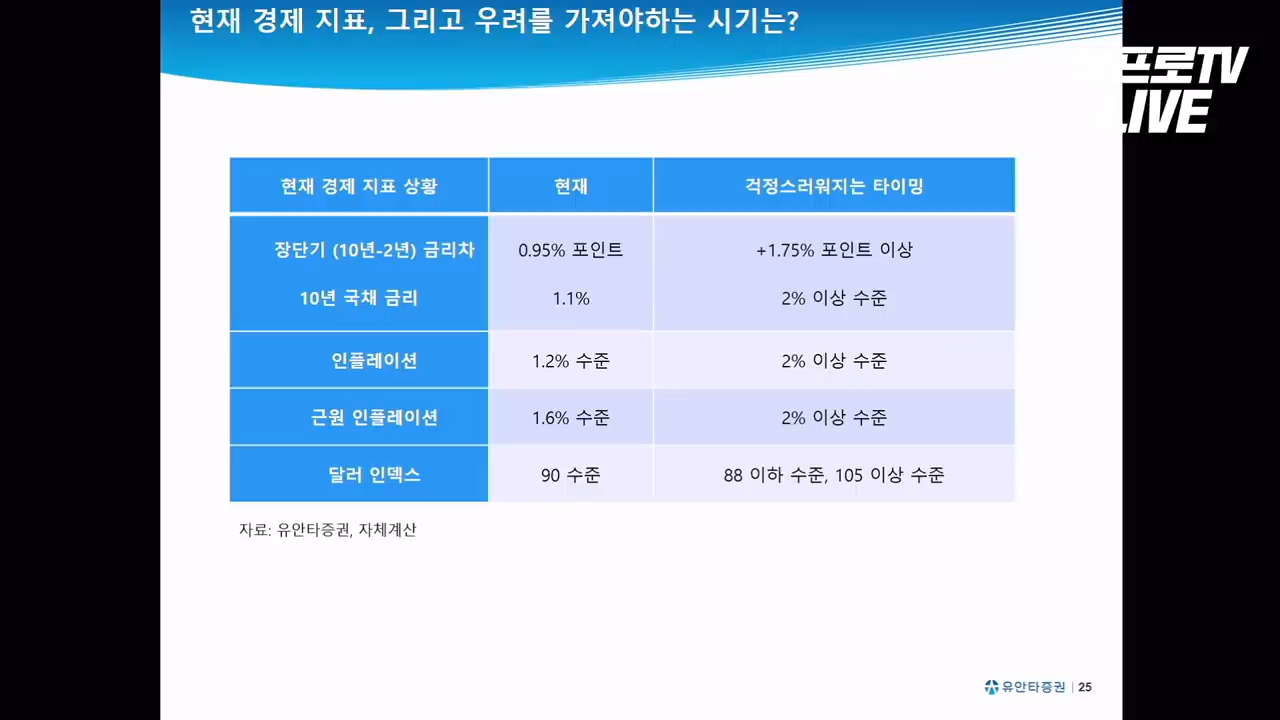 현재 경제 지표, 그리고 우려를 가져야하는 시기는?
프로TV
LIVE
현재 경제 지표 상황 현재 걱정스러워지는 타이밍
장단기 (10년-2년) 금리차 0.95% 포인트 +1.75% 포인트 이상
10년 국채 금리 1.1% 2% 이상 수준
인플레이션 1.2% 수준 2% 이상 수준
근원 인플레이션 1.6% 수준 2% 이상 수준
달러 인덱스 90 수준 88 이하 수준, 105 이상 수준
자료: 유안타증권, 자체계산
유안타증권 | 25